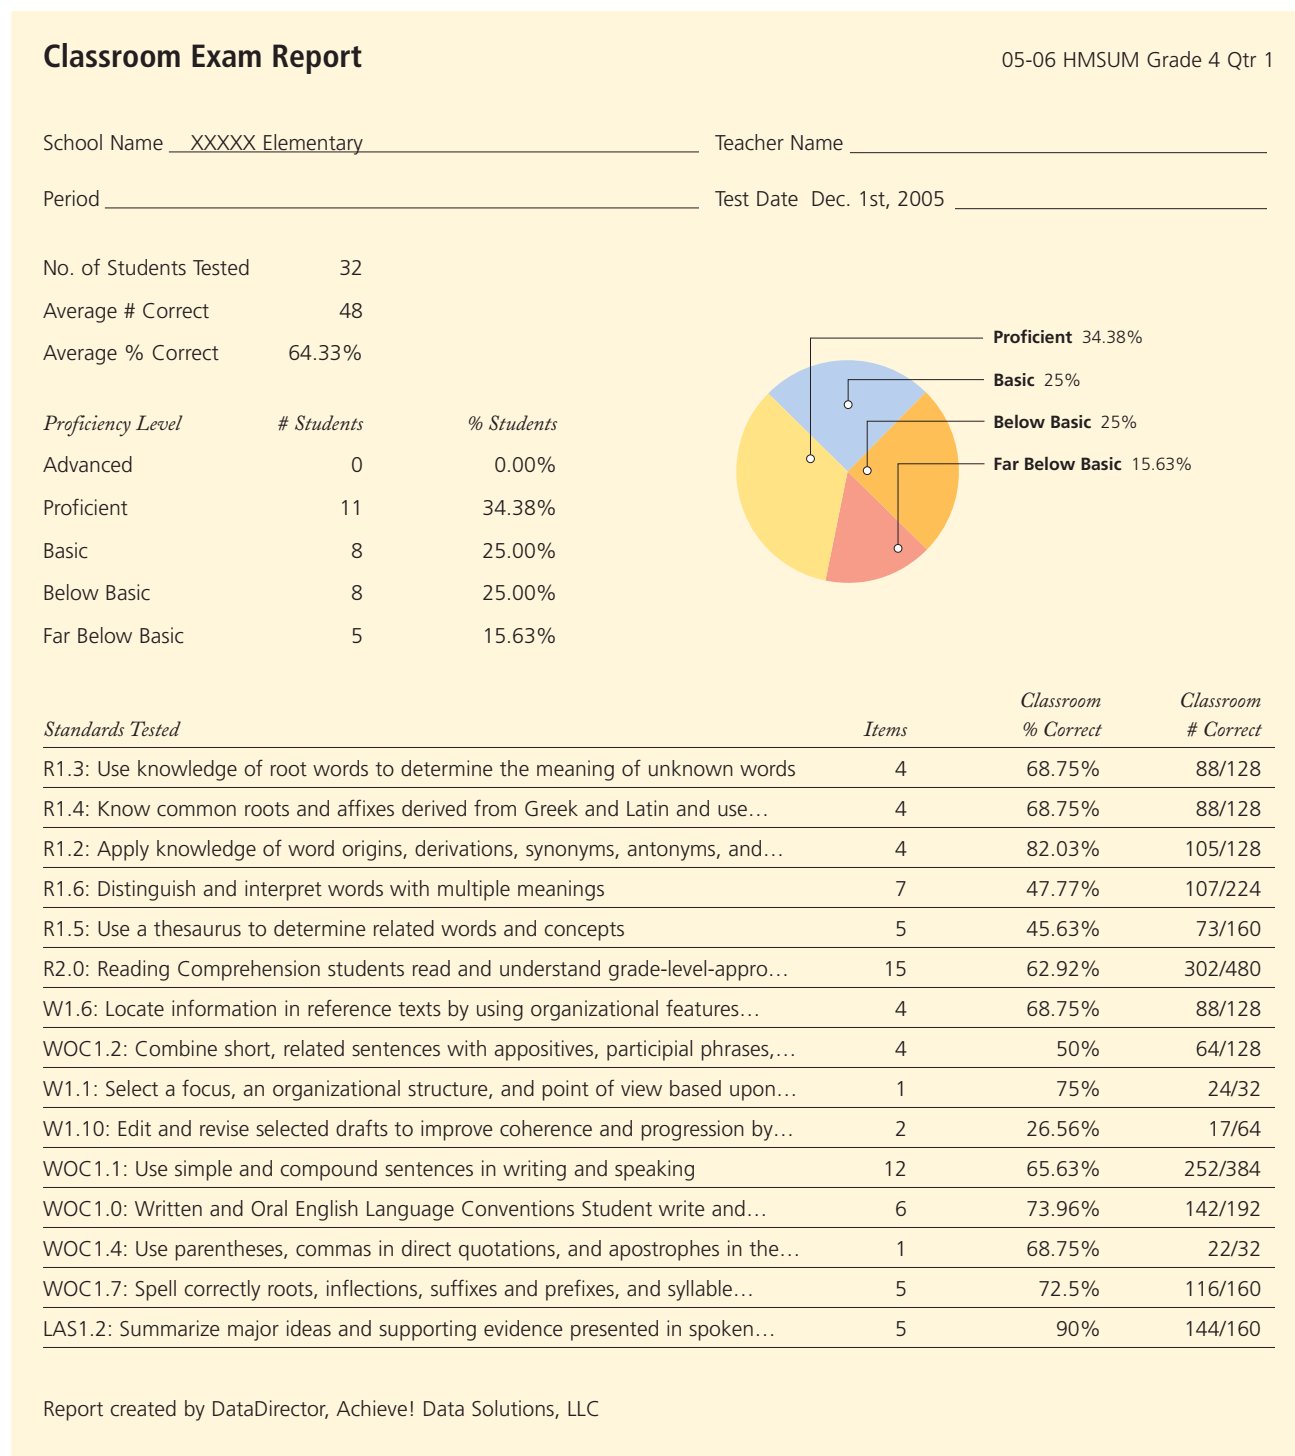 Classroom Exam Report 05-06 HMSUM Grade 4 Qtr 1
School Name XXXXX Elementary Teacher Name
Period Test Date Dec. 1st, 2005
No. of Students Tested 32
Average # Correct 48
Average % Correct 64.33%
Proficient 34.38%
Basic 25%
Below Basic 25%
Far Below Basic 15.63%
Proficiency Level # Students % Students
Advanced 0 0.00%
Proficient 11 34.38%
Basic 8 25.00%
Below Basic 8 25.00%
Far Below Basic 5 15.63%
Classroom Classroom
Standards Tested Items % Correct # Correct
R1.3: Use knowledge of root words to determine the meaning of unknown words 4 68.75% 88/128
R1.4: Know common roots and affixes derived from Greek and Latin and use… 4 68.75% 88/128
R1.2: Apply knowledge of word origins, derivations, synonyms, antonyms, and… 4 82.03% 105/128
R1.6: Distinguish and interpret words with multiple meanings 7 47.77% 107/224
R1.5: Use a thesaurus to determine related words and concepts 5 45.63% 73/160
R2.0: Reading Comprehension students read and understand grade-level-appro… 15 62.92% 302/480
W1.6: Locate information in reference texts by using organizational features… 4 68.75% 88/128
WOC1.2: Combine short, related sentences with appositives, participial phrases,… 4 50% 64/128
W1.1: Select a focus, an organizational structure, and point of view based upon… 1 75% 24/32
W1.10: Edit and revise selected drafts to improve coherence and progression by… 2 26.56% 17/64
WOC1.1: Use simple and compound sentences in writing and speaking 12 65.63% 252/384
WOC1.0: Written and Oral English Language Conventions Student write and… 6 73.96% 142/192
WOC1.4: Use parentheses, commas in direct quotations, and apostrophes in the… 1 68.75% 22/32
WOC1.7: Spell correctly roots, inflections, suffixes and prefixes, and syllable… 5 72.5% 116/160
LAS1.2: Summarize major ideas and supporting evidence presented in spoken… 5 90% 144/160
Report created by DataDirector, Achieve! Data Solutions, LLC